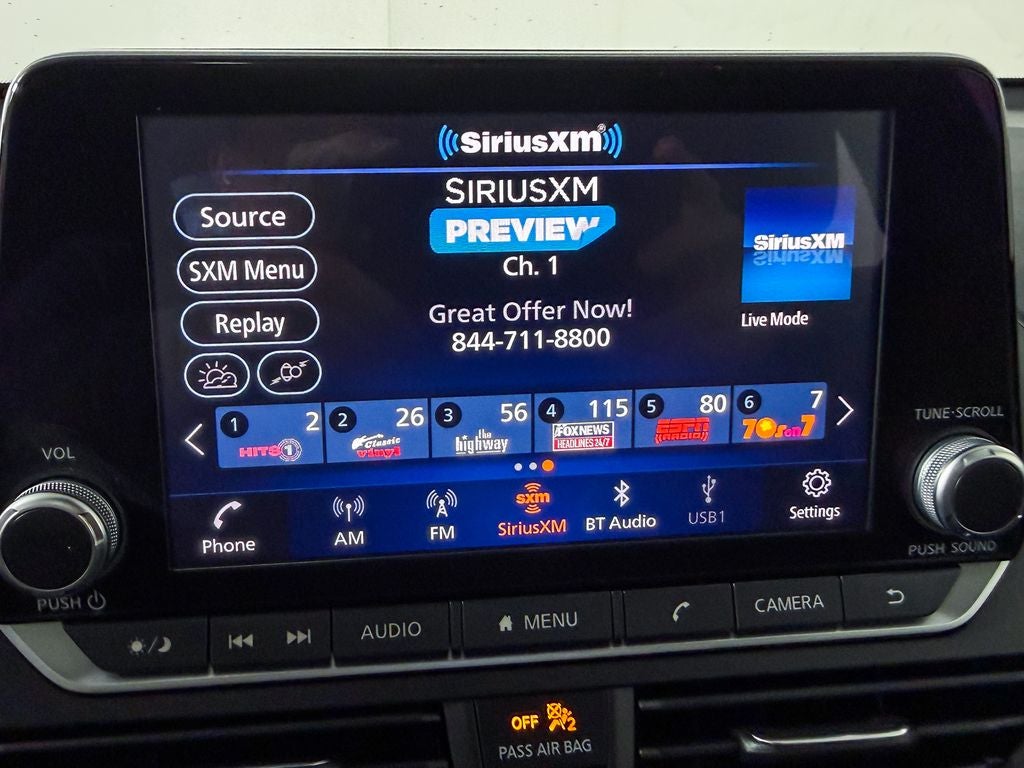 SiriusXM
SIRIUSXM
PREVIEW
Ch. 1
Great Offer Now!
844-711-8800
Source
SXM Menu
Replay
SiriusXM
Live Mode
1 2
HITS 1
2 26
Classic
vinyl
3 56
the
highway
4 115
FOX NEWS
HEADLINES 24/7
5 80
ESPN
RADIO
6 7
70s on 7
Phone
AM
FM
sxm
SiriusXM
BT Audio
USB1
Settings
VOL
PUSH
TUNE·SCROLL
PUSH SOUND
AUDIO
MENU
CAMERA
OFF 2
PASS AIR BAG